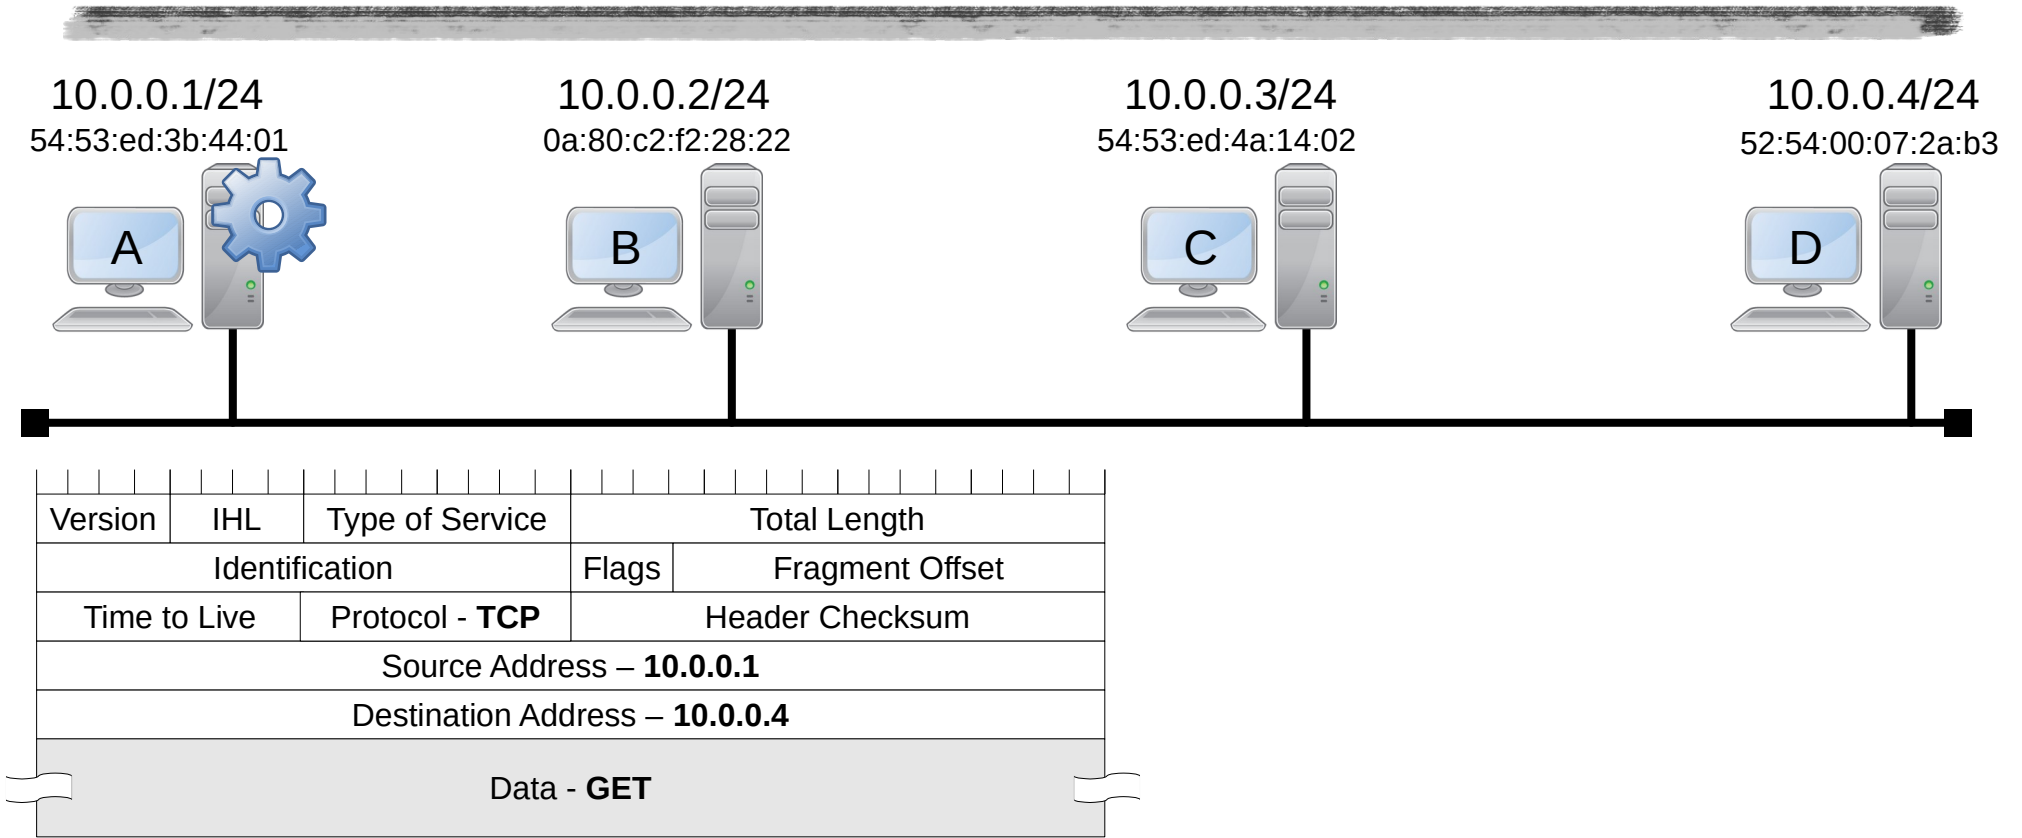 10.0.0.1/24 10.0.0.2/24 10.0.0.3/24 10.0.0.4/24
54:53:ed:3b:44:01 0a:80:c2:f2:28:22 54:53:ed:4a:14:02 52:54:00:07:2a:b3
A B C D
Version IHL Type of Service Total Length
Identification Flags Fragment Offset
Time to Live Protocol - TCP Header Checksum
Source Address – 10.0.0.1
Destination Address – 10.0.0.4
Data - GET